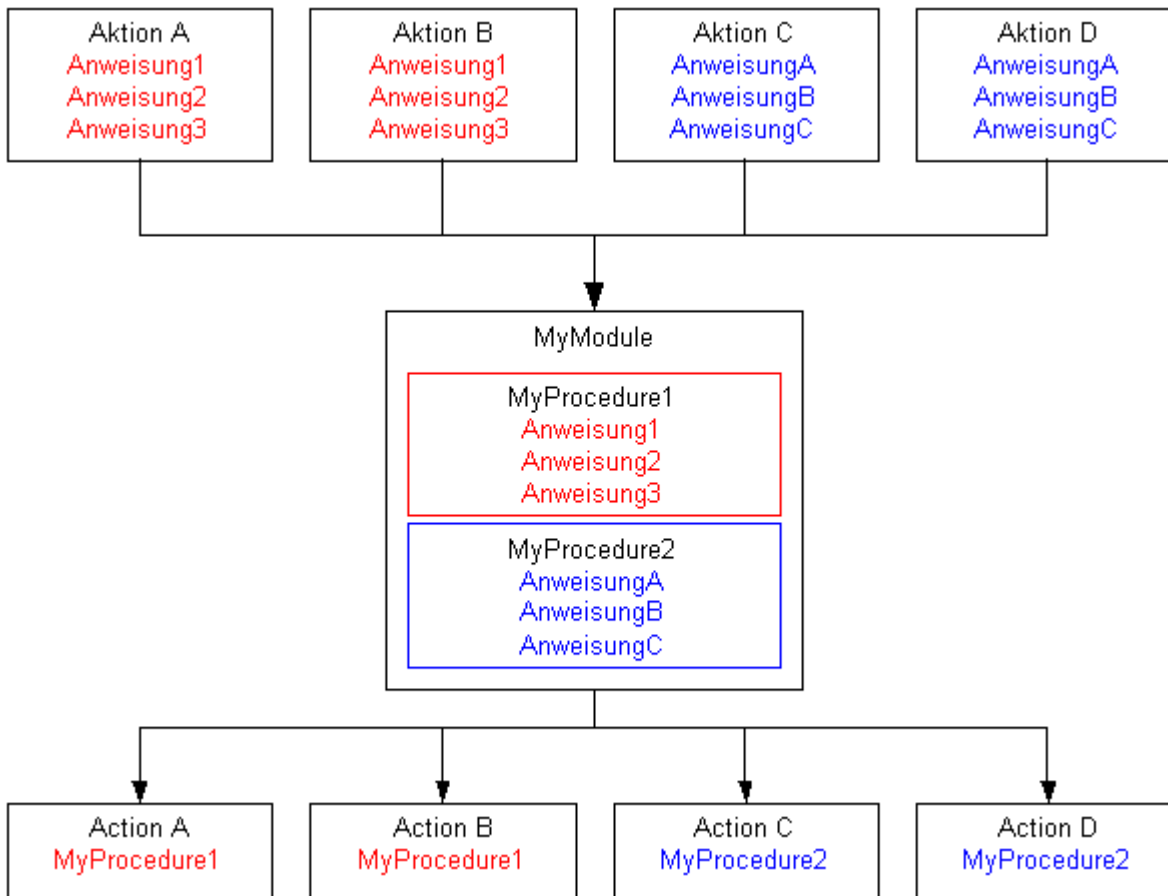 Aktion A
Anweisung1
Anweisung2
Anweisung3
Aktion B
Anweisung1
Anweisung2
Anweisung3
Aktion C
AnweisungA
AnweisungB
AnweisungC
Aktion D
AnweisungA
AnweisungB
AnweisungC
MyModule
MyProcedure1
Anweisung1
Anweisung2
Anweisung3
MyProcedure2
AnweisungA
AnweisungB
AnweisungC
Action A
MyProcedure1
Action B
MyProcedure1
Action C
MyProcedure2
Action D
MyProcedure2